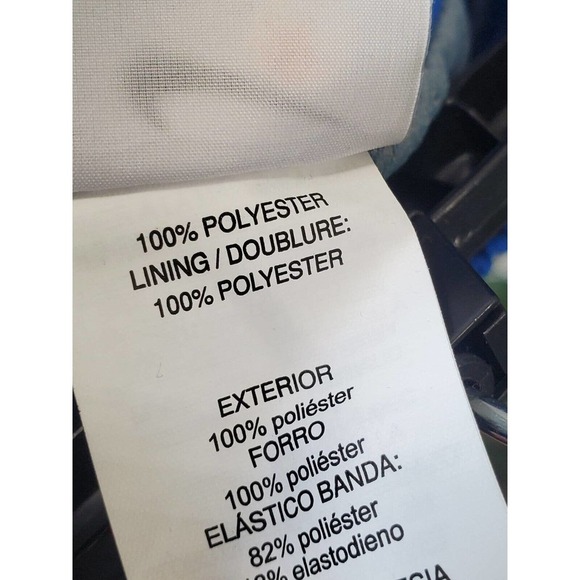 100% POLYESTER
LINING / DOUBLURE:
100% POLYESTER
EXTERIOR
100% poliéster
FORRO
100% poliéster
ELÁSTICO BANDA:
82% poliéster
elastodieno